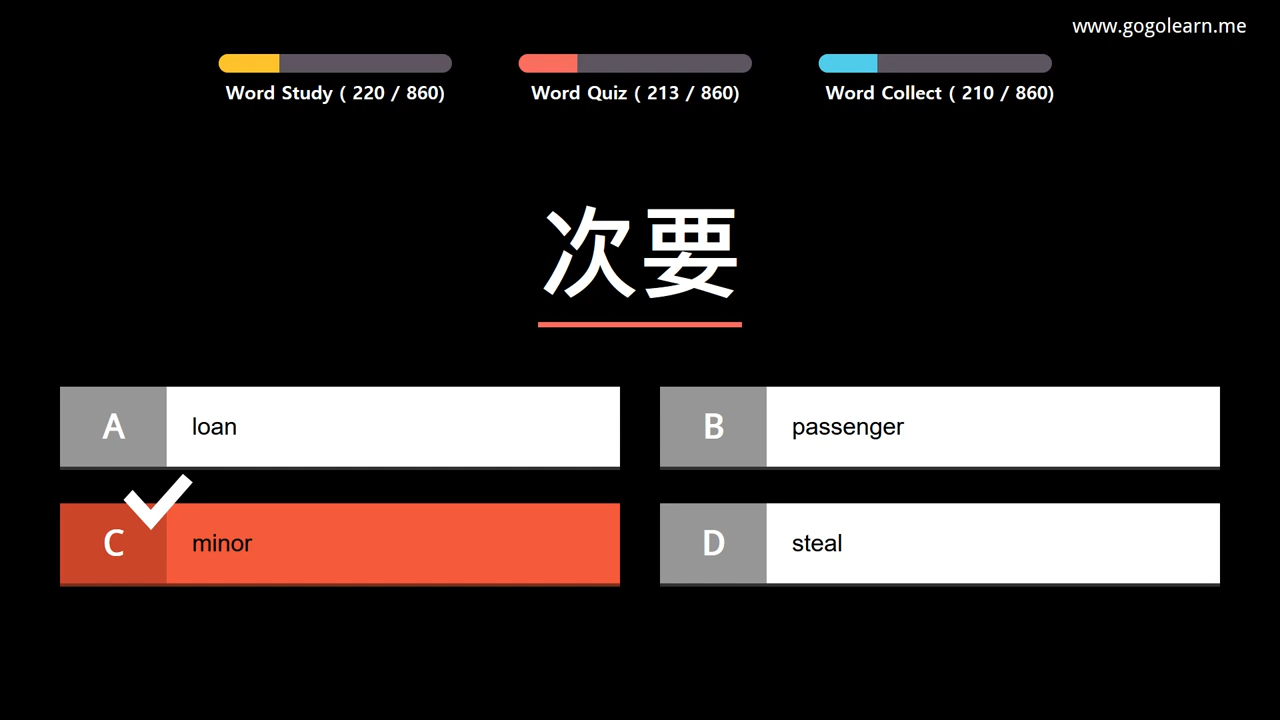 www.gogolearn.me
Word Study ( 220 / 860)
Word Quiz ( 213 / 860)
Word Collect ( 210 / 860)
次要
A loan
B passenger
C minor
D steal